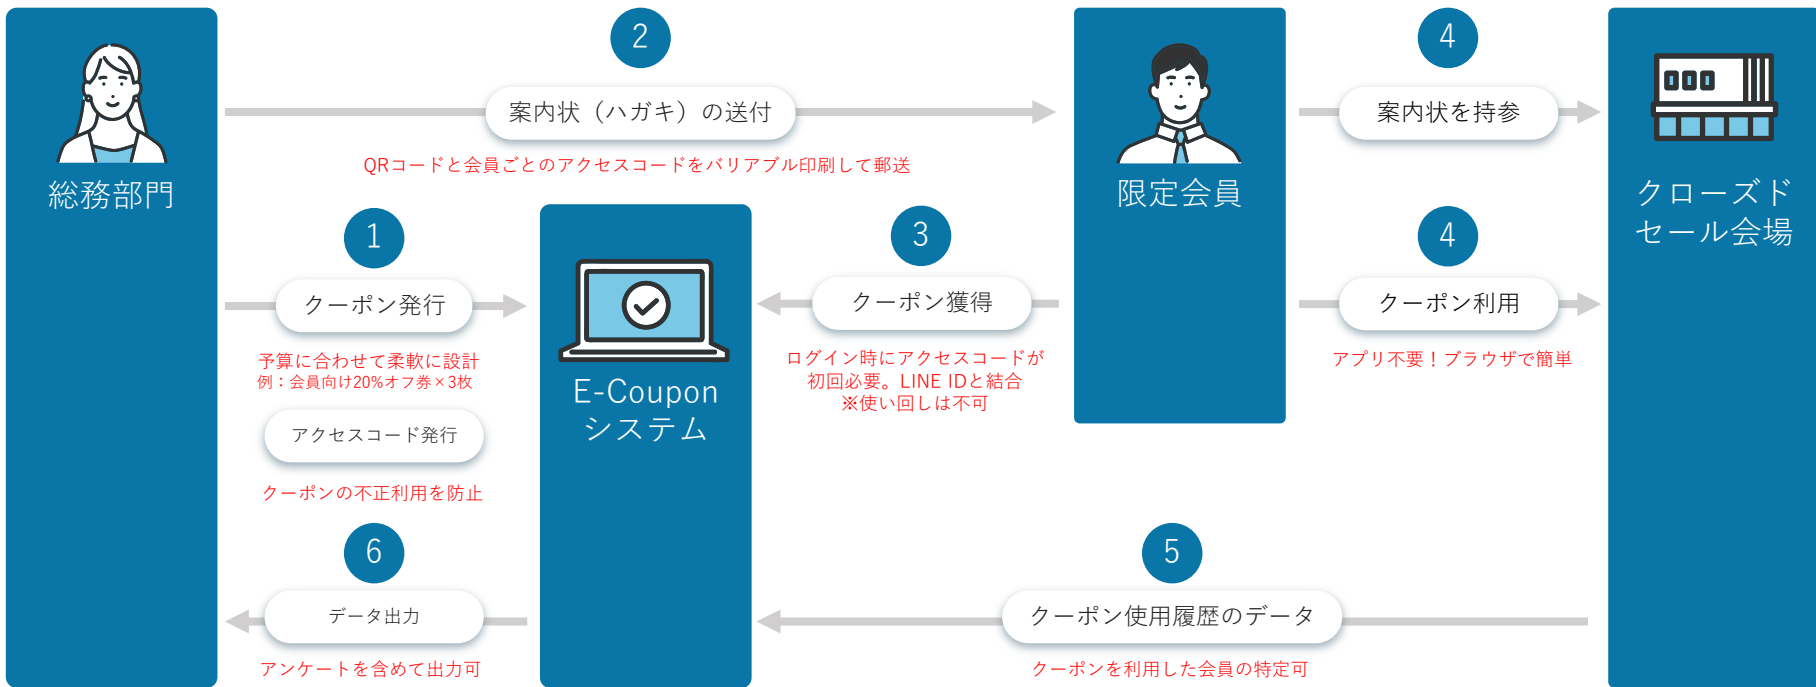 総務部門
2
案内状（ハガキ）の送付
QRコードと会員ごとのアクセスコードをバリアブル印刷して郵送
1
クーポン発行
予算に合わせて柔軟に設計
例：会員向け20%オフ券×3枚
アクセスコード発行
クーポンの不正利用を防止
E-Coupon
システム
3
クーポン獲得
ログイン時にアクセスコードが
初回必要。LINE IDと結合
※使い回しは不可
限定会員
4
案内状を持参
4
クーポン利用
アプリ不要！ブラウザで簡単
クローズド
セール会場
5
クーポン使用履歴のデータ
クーポンを利用した会員の特定可
6
データ出力
アンケートを含めて出力可